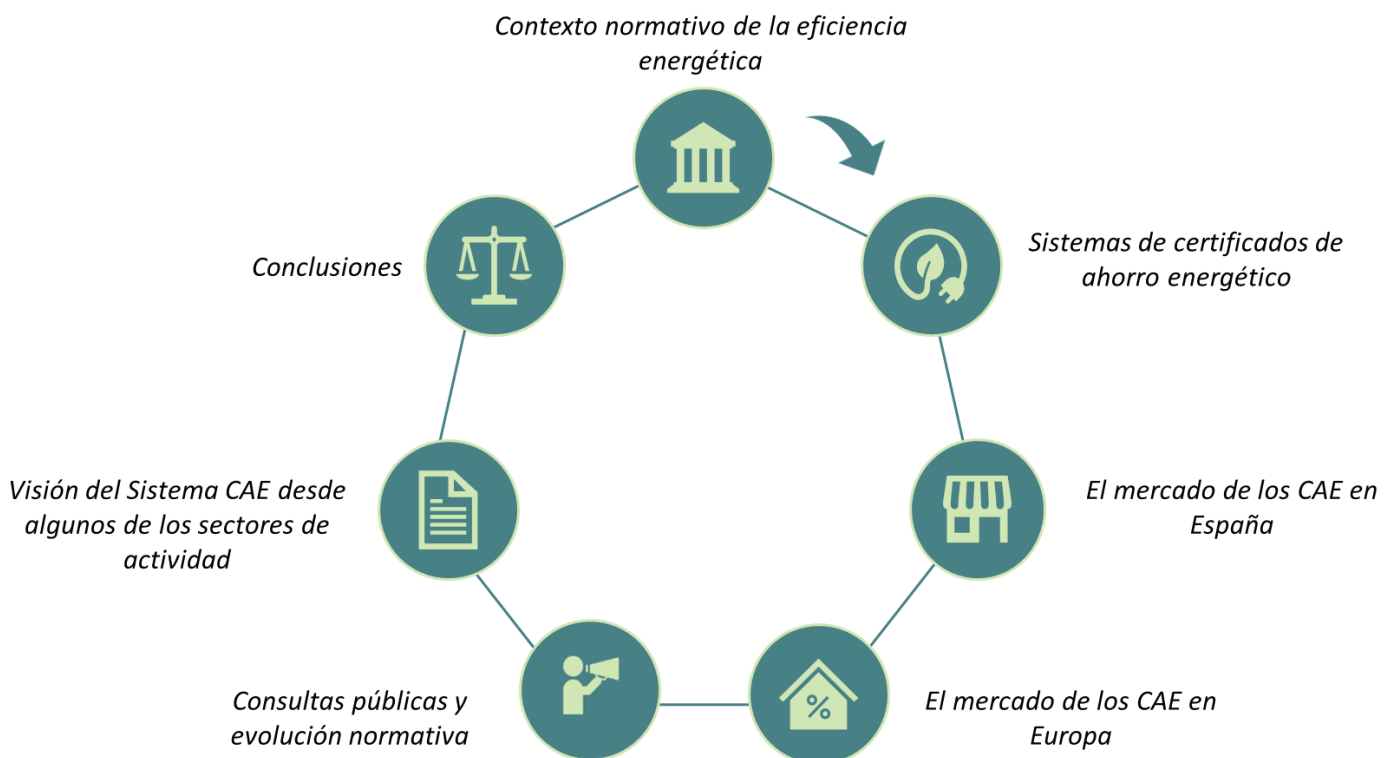 Contexto normativo de la eficiencia
energética
Sistemas de certificados de
ahorro energético
El mercado de los CAE en
España
El mercado de los CAE en
Europa
Consultas públicas y
evolución normativa
Visión del Sistema CAE desde
algunos de los sectores de
actividad
Conclusiones
%